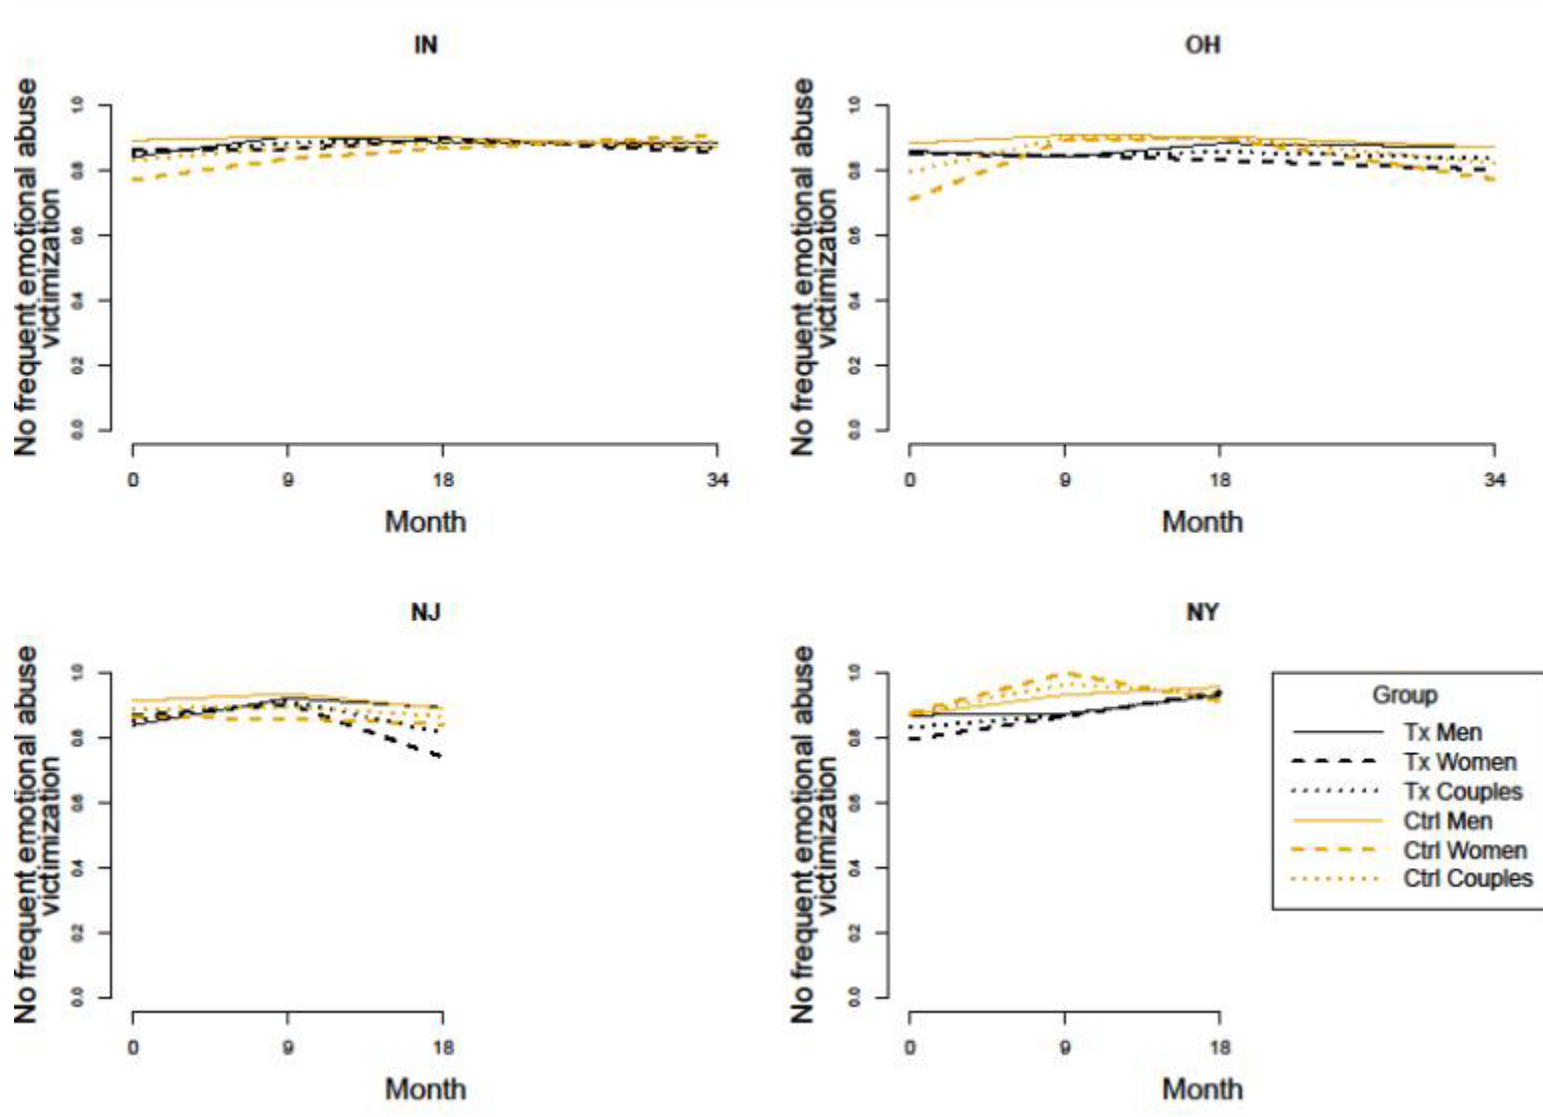 IN
No frequent emotional abuse
victimization
1.0
0.8
0.6
0.4
0.2
0.0
0 9 18 34
Month
OH
No frequent emotional abuse
victimization
1.0
0.8
0.6
0.4
0.2
0.0
0 9 18 34
Month
NJ
No frequent emotional abuse
victimization
1.0
0.8
0.6
0.4
0.2
0.0
0 9 18
Month
NY
No frequent emotional abuse
victimization
1.0
0.8
0.6
0.4
0.2
0.0
0 9 18
Month
Group
Tx Men
Tx Women
Tx Couples
Ctrl Men
Ctrl Women
Ctrl Couples